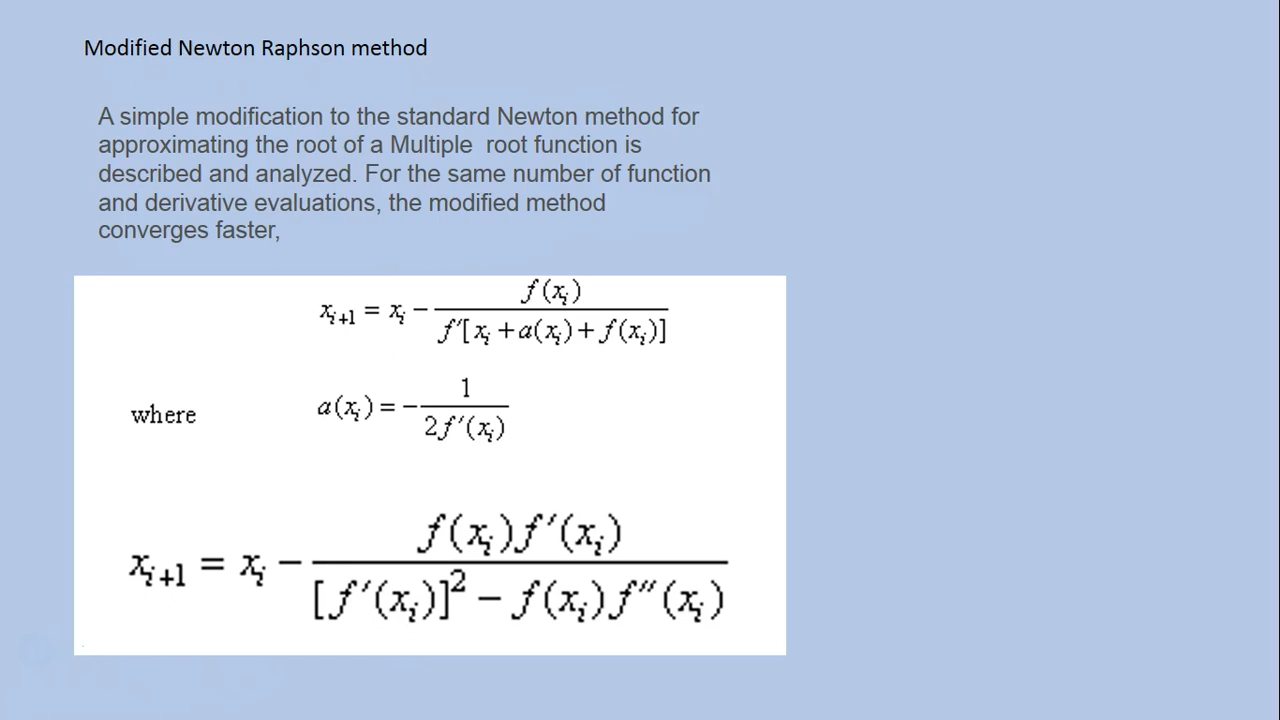 Modified Newton Raphson method
A simple modification to the standard Newton method for
approximating the root of a Multiple root function is
described and analyzed. For the same number of function
and derivative evaluations, the modified method
converges faster,
x_{i+1} = x_i - \frac{f(x_i)}{f'[x_i + a(x_i) + f(x_i)]}
where a(x_i) = -\frac{1}{2f'(x_i)}
x_{i+1} = x_i - \frac{f(x_i)f'(x_i)}{[f'(x_i)]^2 - f(x_i)f''(x_i)}